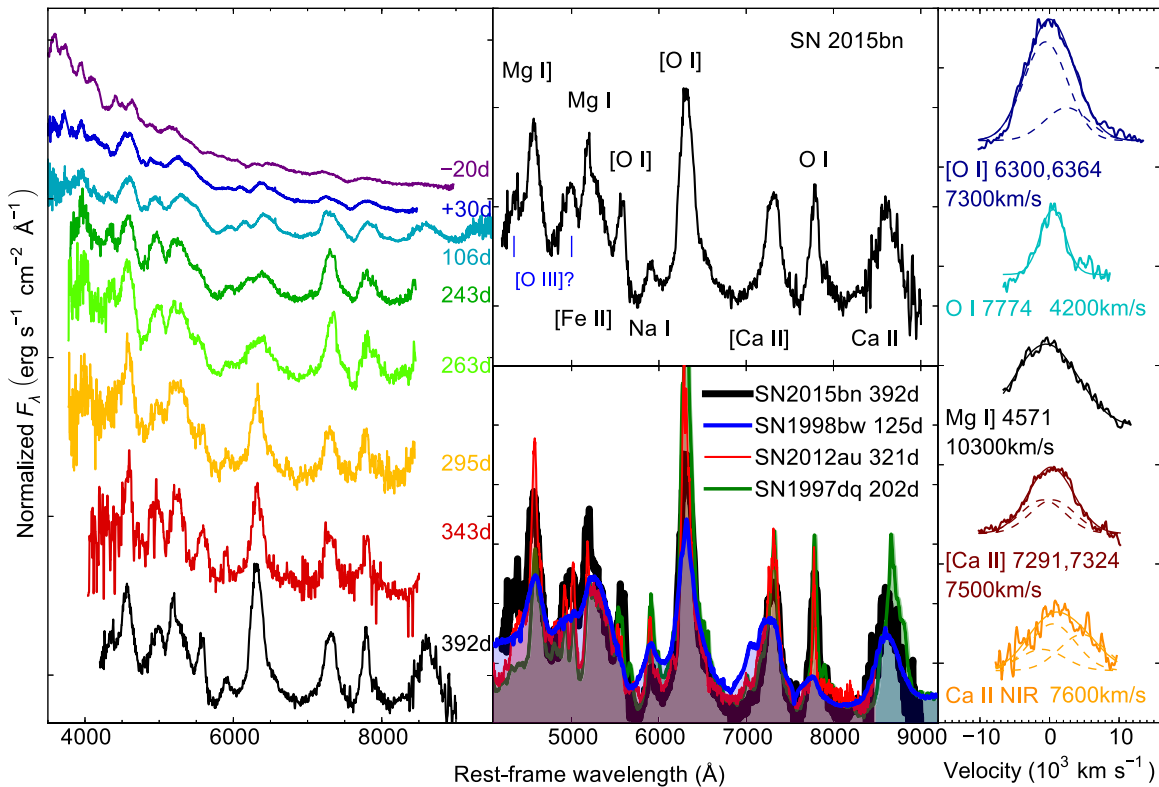 Normalized Fλ (erg s⁻¹ cm⁻² Å⁻¹)
−20d
+30d
106d
243d
263d
295d
343d
392d
4000
6000
8000
SN 2015bn
Mg I]
Mg I
[O I]
[O I]
O I
[O III]?
[Fe II]
Na I
[Ca II]
Ca II
SN2015bn 392d
SN1998bw 125d
SN2012au 321d
SN1997dq 202d
5000
6000
7000
8000
9000
Rest-frame wavelength (Å)
[O I] 6300,6364
7300km/s
O I 7774 4200km/s
Mg I] 4571
10300km/s
[Ca II] 7291,7324
7500km/s
Ca II NIR 7600km/s
−10
0
10
Velocity (10³ km s⁻¹)